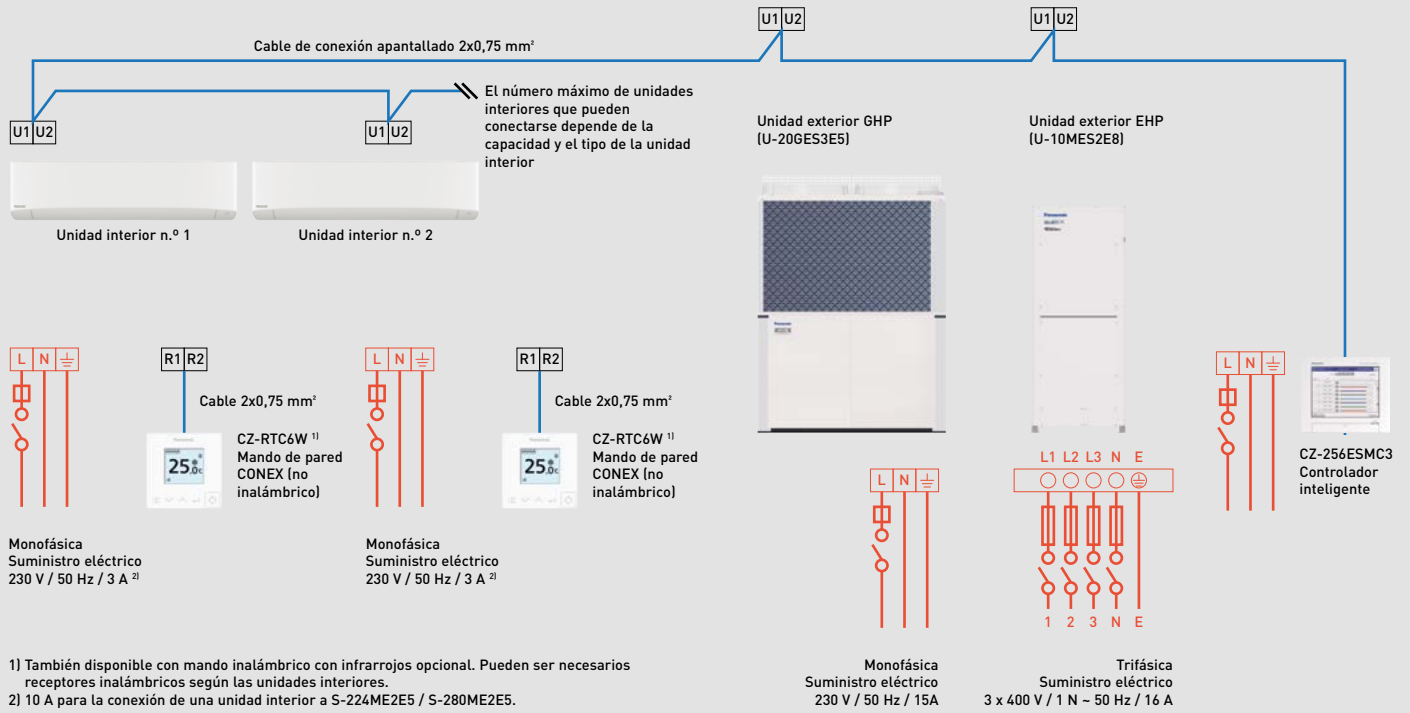 U1 U2
U1 U2
Cable de conexión apantallado 2x0,75 mm²
El número máximo de unidades
interiores que pueden
conectarse depende de la
capacidad y el tipo de la unidad
interior
U1 U2
U1 U2
Unidad exterior GHP
(U-20GES3E5)
Unidad exterior EHP
(U-10MES2E8)
Unidad interior n.º 1
Unidad interior n.º 2
Panasonic
Panasonic
L N
R1 R2
L N
R1 R2
L N
Cable 2x0,75 mm²
Cable 2x0,75 mm²
Panasonic
25.0c
CZ-RTC6W 1)
Mando de pared
CONEX (no
inalámbrico)
Panasonic
25.0c
CZ-RTC6W 1)
Mando de pared
CONEX (no
inalámbrico)
CZ-256ESMC3
Controlador
inteligente
L N
L1 L2 L3 N E
1 2 3 N E
Monofásica
Suministro eléctrico
230 V / 50 Hz / 3 A 2)
Monofásica
Suministro eléctrico
230 V / 50 Hz / 3 A 2)
Monofásica
Suministro eléctrico
230 V / 50 Hz / 15A
Trifásica
Suministro eléctrico
3 x 400 V / 1 N ~ 50 Hz / 16 A
1) También disponible con mando inalámbrico con infrarrojos opcional. Pueden ser necesarios
receptores inalámbricos según las unidades interiores.
2) 10 A para la conexión de una unidad interior a S-224ME2E5 / S-280ME2E5.